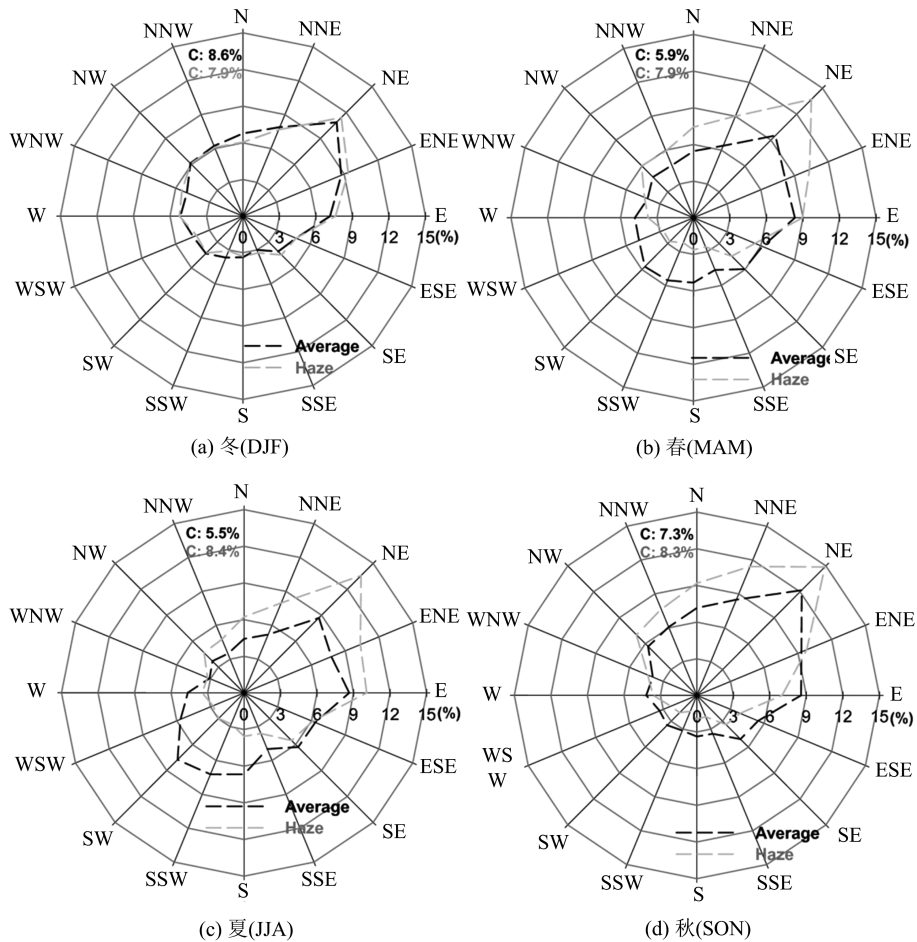 N
NNW
NNE
NW
NE
WNW
ENE
W
E
WSW
ESE
SW
SE
SSW
SSE
S
C: 8.6%
C: 7.9%
0 3 6 9 12 15(%)
Average
Haze
(a) 冬(DJF)
N
NNW
NNE
NW
NE
WNW
ENE
W
E
WSW
ESE
SW
SE
SSW
SSE
S
C: 5.9%
C: 7.9%
0 3 6 9 12 15(%)
Average
Haze
(b) 春(MAM)
N
NNW
NNE
NW
NE
WNW
ENE
W
E
WSW
ESE
SW
SE
SSW
SSE
S
C: 5.5%
C: 8.4%
0 3 6 9 12 15(%)
Average
Haze
(c) 夏(JJA)
N
NNW
NNE
NW
NE
WNW
ENE
W
E
WS
W
ESE
SW
SE
SSW
SSE
S
C: 7.3%
C: 8.3%
0 3 6 9 12 15(%)
Average
Haze
(d) 秋(SON)